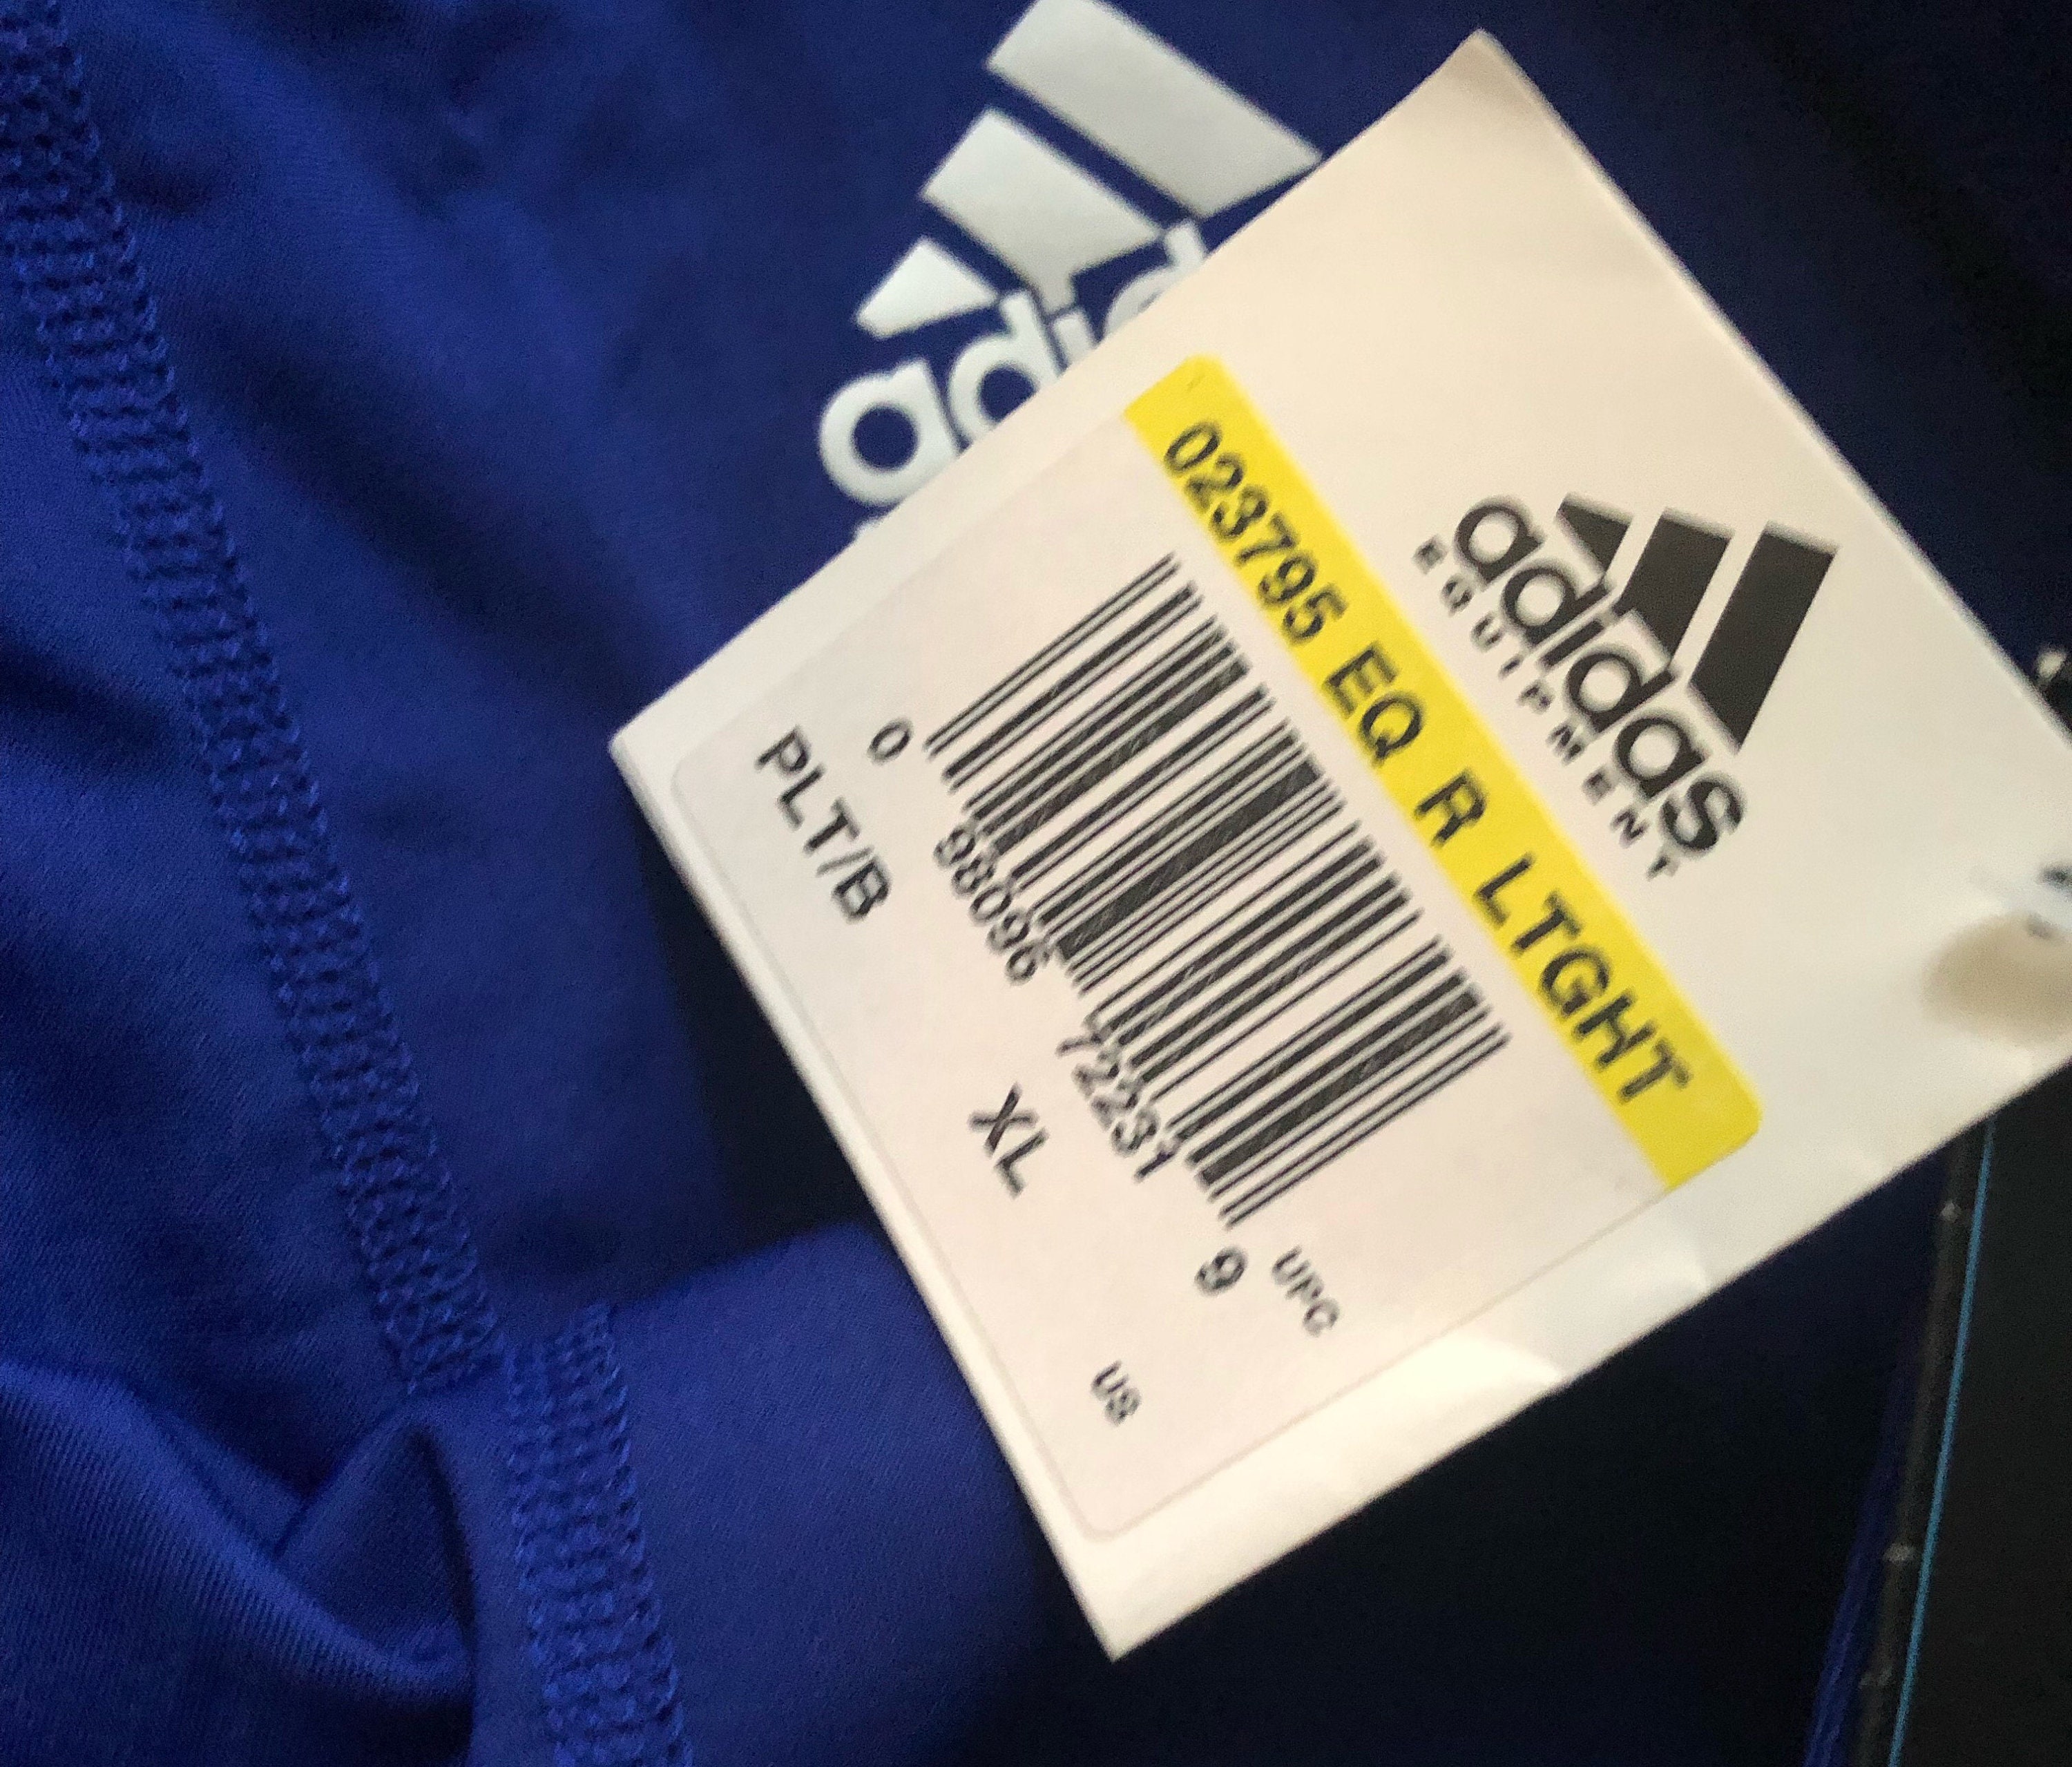 adid
adidas
EQUIPMENT
023795 EQ R LTGHT
0 98096 72231 9
UPC
PLT/B XL US